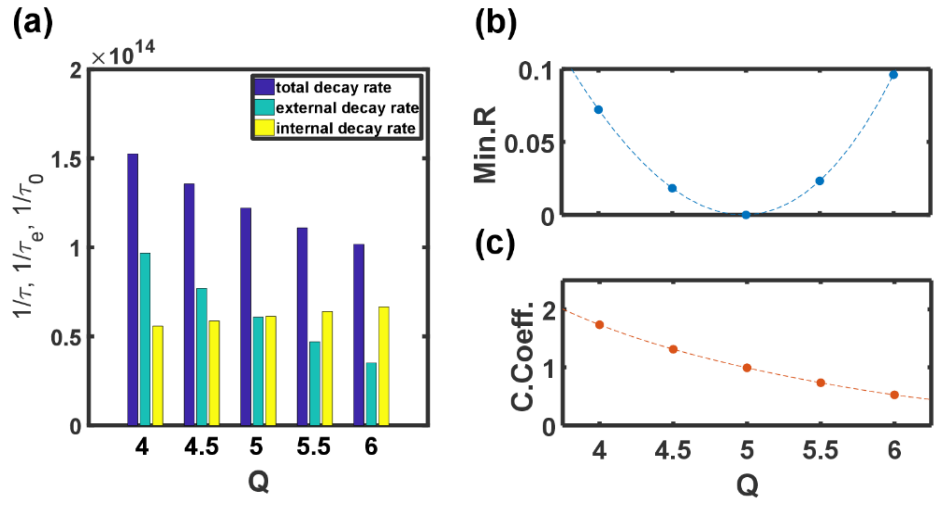 (a)
×10^14
2
1.5
1
0.5
0
1/τ, 1/τ_e, 1/τ_0
total decay rate
external decay rate
internal decay rate
4 4.5 5 5.5 6
Q
(b)
0.1
0.05
0
Min.R
(c)
2
1
0
C.Coeff.
4 4.5 5 5.5 6
Q